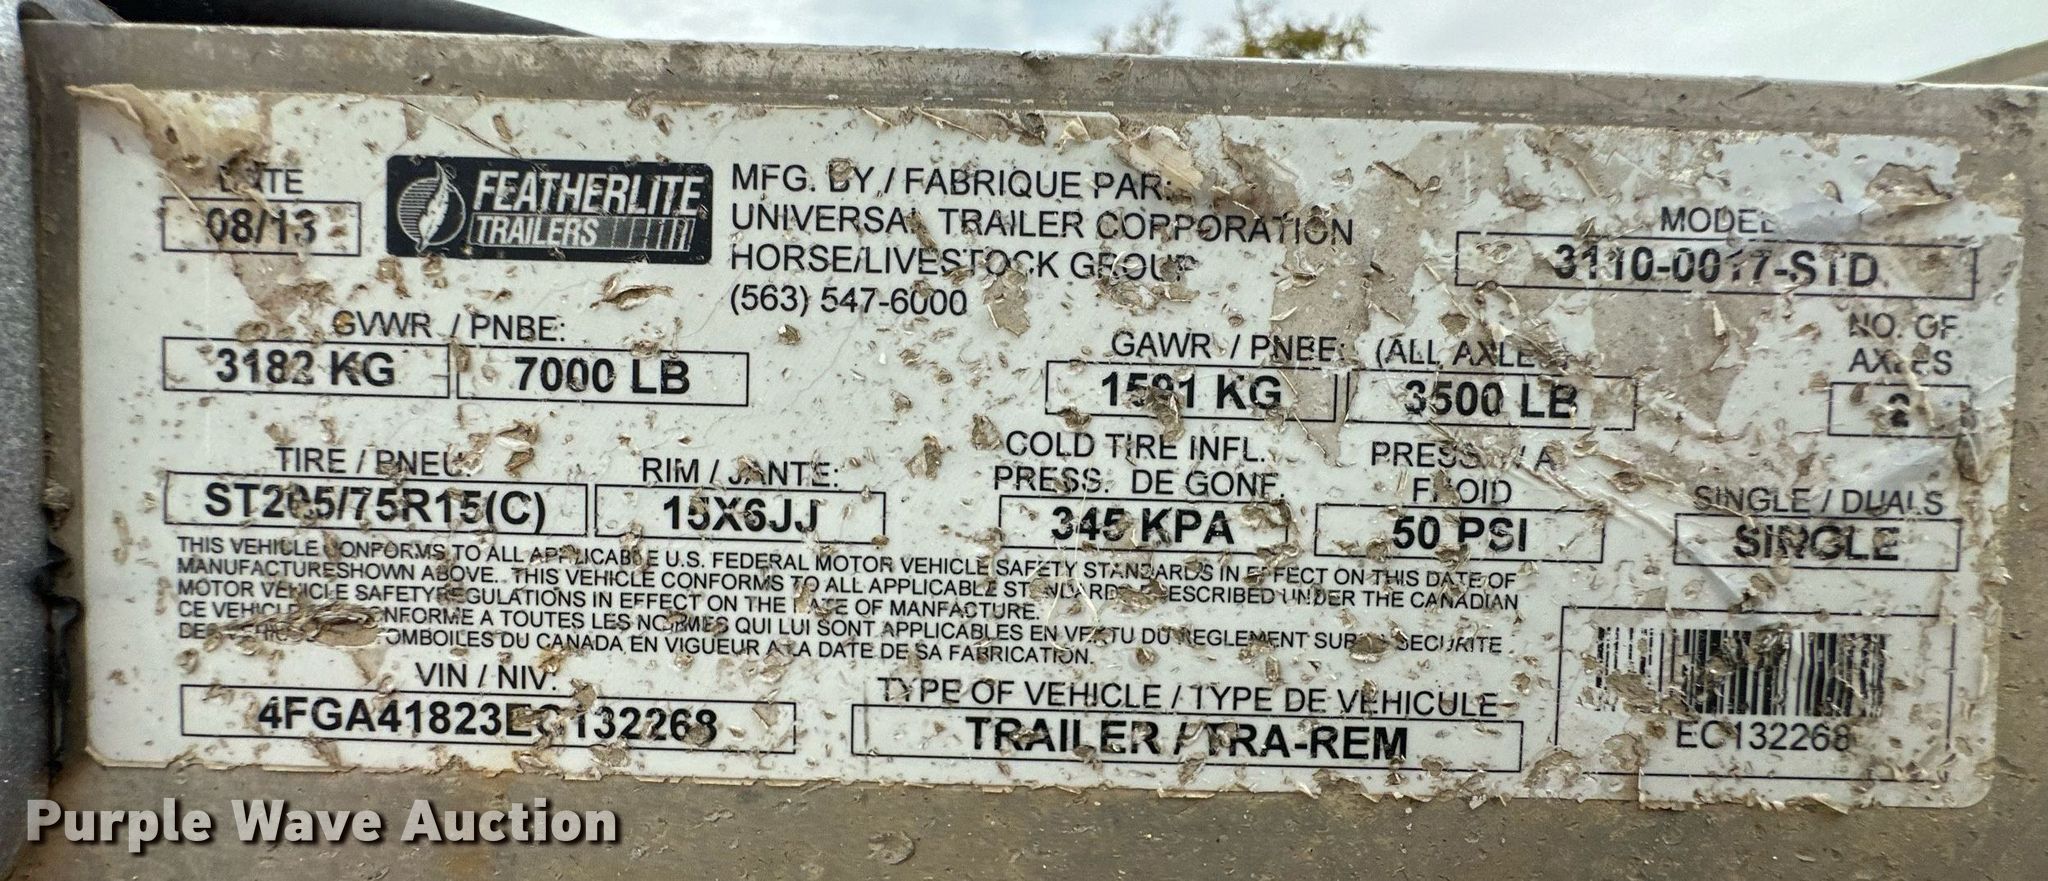 DATE
08/13
FEATHERLITE
TRAILERS
MFG. BY / FABRIQUE PAR:
UNIVERSAL TRAILER CORPORATION
HORSE/LIVESTOCK GROUP
(563) 547-6000
MODEL
3110-0017-STD
GVWR / PNBE:
3182 KG 7000 LB
GAWR / PNBE: (ALL AXLES)
1591 KG 3500 LB
NO. OF
AXLES
2
TIRE / PNEU
ST205/75R15(C)
RIM / JANTE:
15X6JJ
COLD TIRE INFL.
PRESS. DE GONF.
345 KPA
PRESS. / A
FROID
50 PSI
SINGLE / DUALS
SINGLE
THIS VEHICLE CONFORMS TO ALL APPLICABLE U.S. FEDERAL MOTOR VEHICLE SAFETY STANDARDS IN EFFECT ON THIS DATE OF
MANUFACTURESHOWN ABOVE. THIS VEHICLE CONFORMS TO ALL APPLICABLE STANDARDS PRESCRIBED UNDER THE CANADIAN
MOTOR VEHICLE SAFETYREGULATIONS IN EFFECT ON THE DATE OF MANFACTURE.
CE VEHICULE CONFORME A TOUTES LES NORMES QUI LUI SONT APPLICABLES EN VERTU DU REGLEMENT SUR SECURITE
DES VEHICULES AUTOMBOILES DU CANADA EN VIGUEUR A LA DATE DE SA FABRICATION.
VIN / NIV.
4FGA41823EC132268
TYPE OF VEHICLE / TYPE DE VEHICULE
TRAILER / TRA-REM
EC132268
Purple Wave Auction